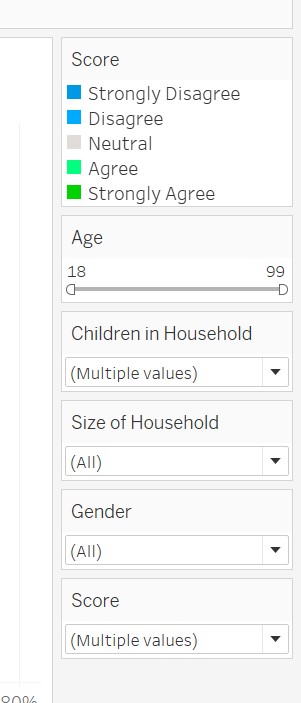 Score
Strongly Disagree
Disagree
Neutral
Agree
Strongly Agree
Age
18 99
Children in Household
(Multiple values)
Size of Household
(All)
Gender
(All)
Score
(Multiple values)
80%